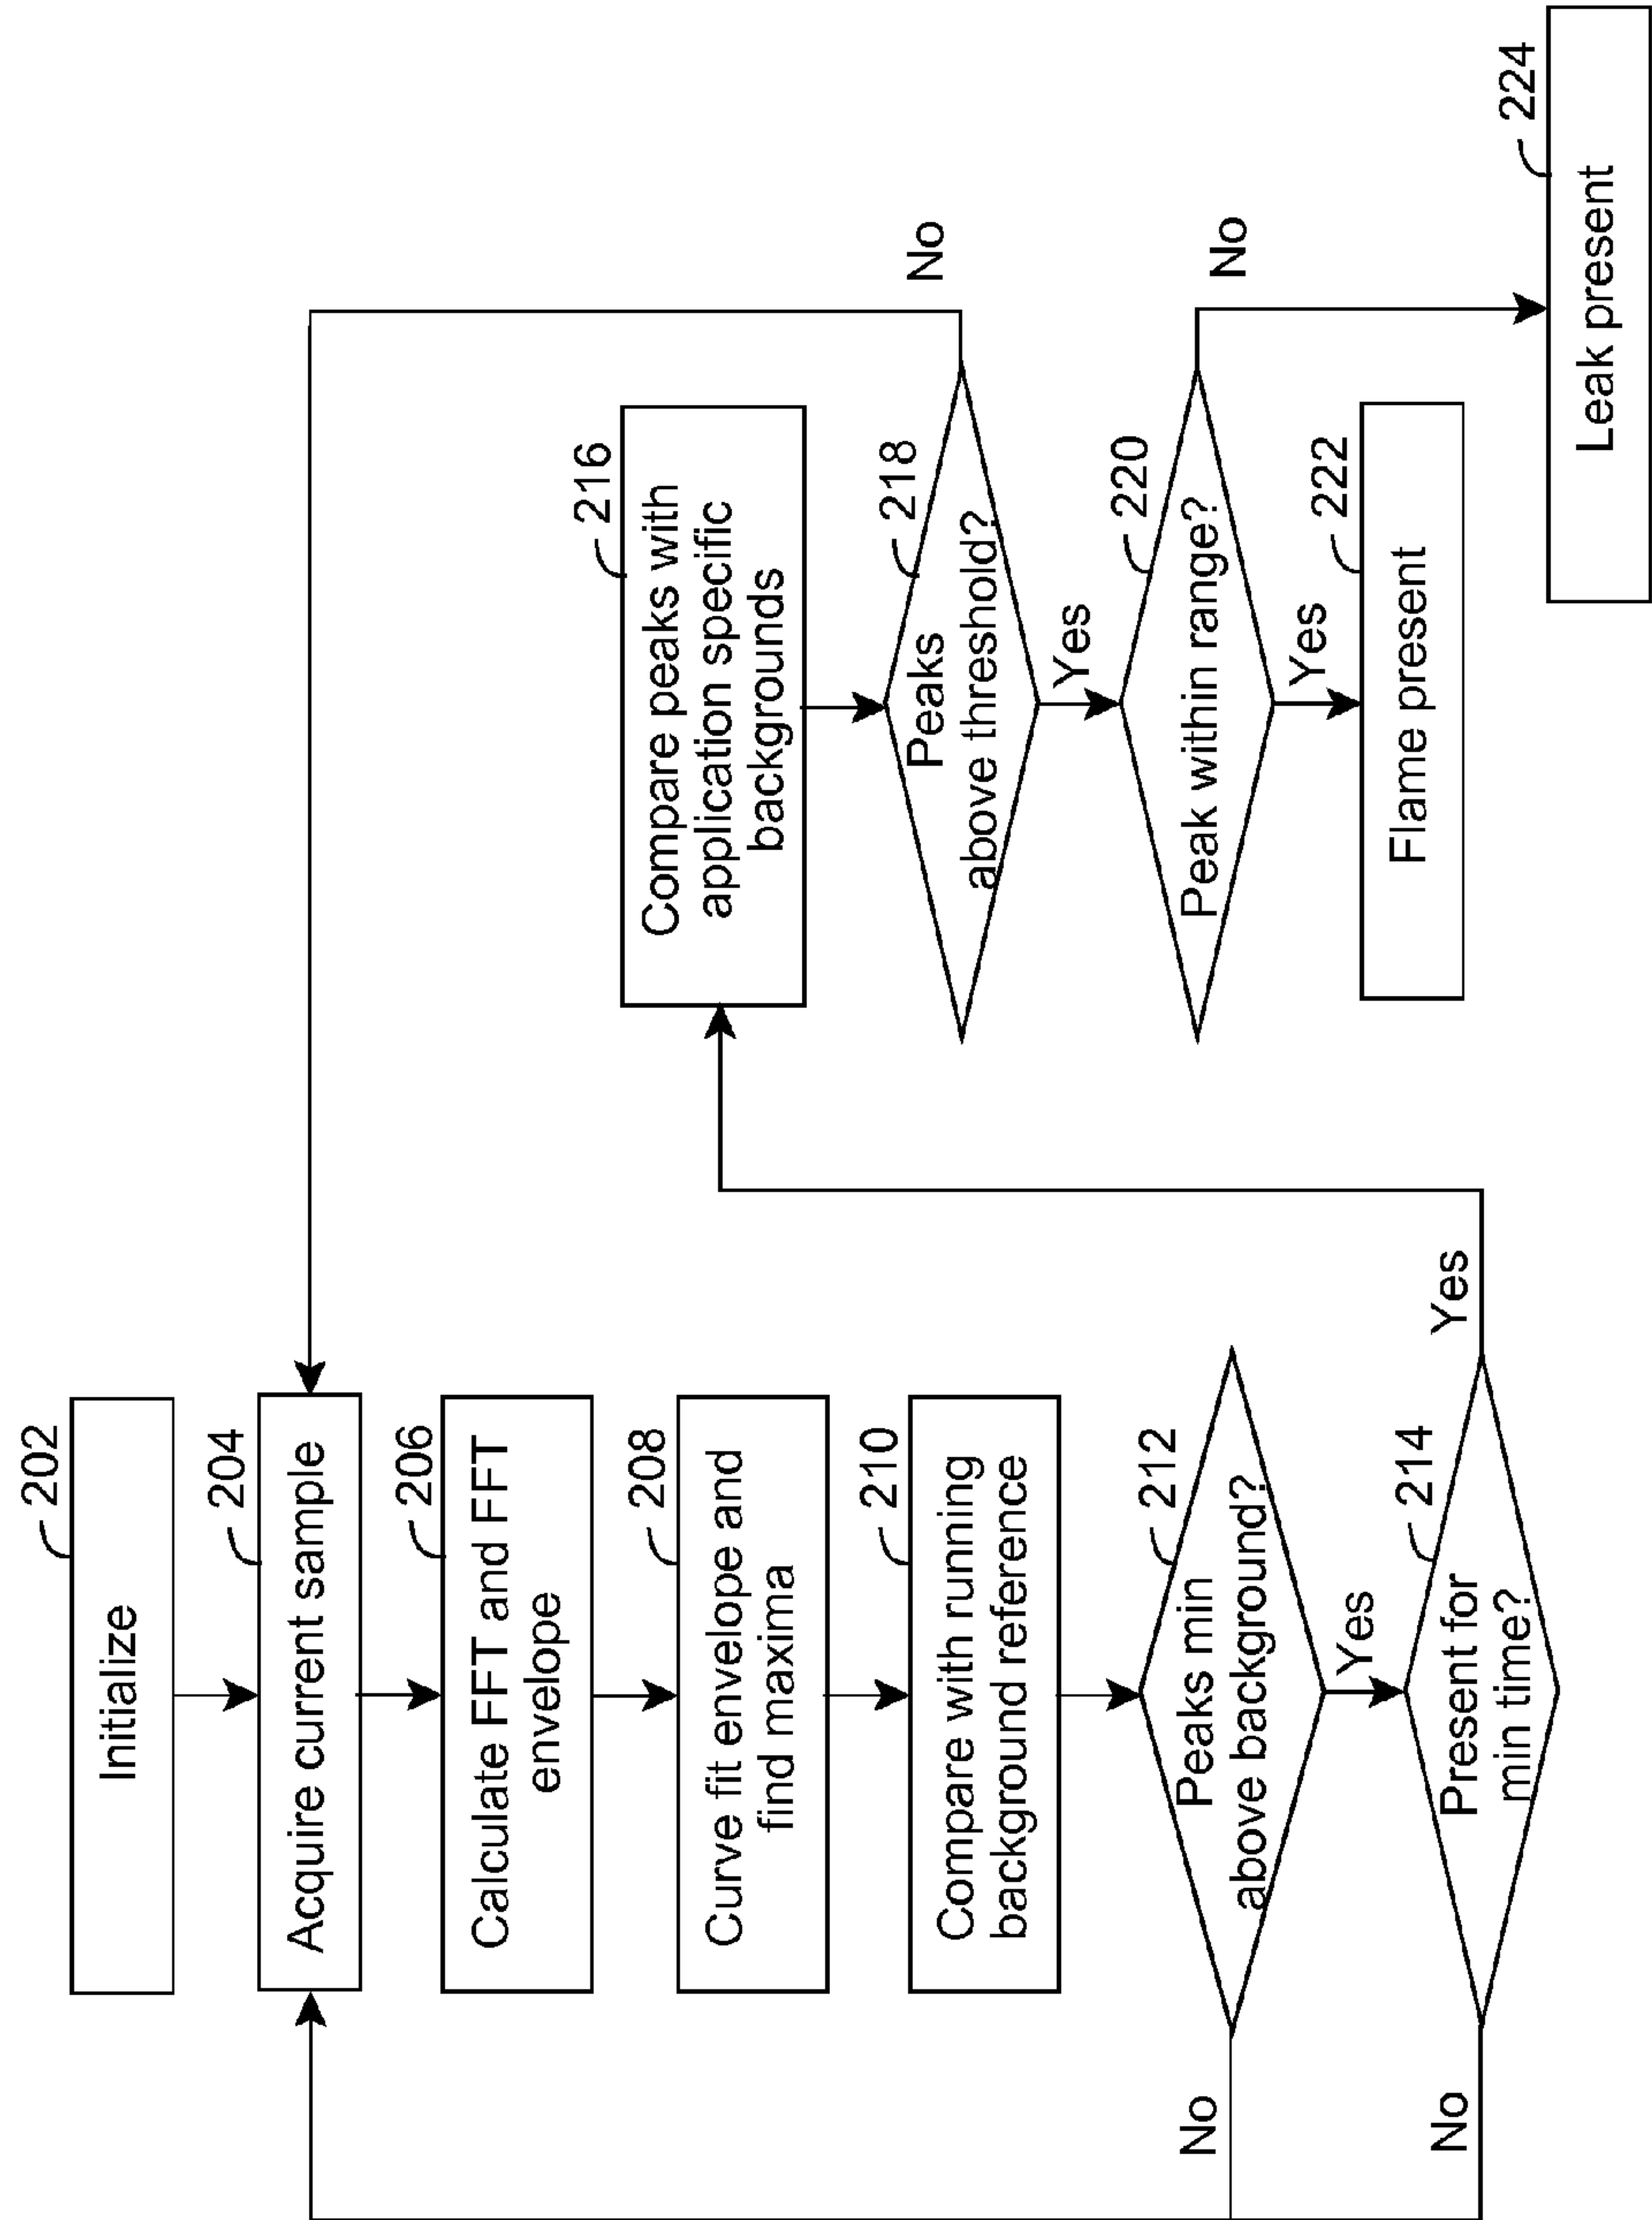 202
Initialize
204
Acquire current sample
206
Calculate FFT and FFT
envelope
208
Curve fit envelope and
find maxima
210
Compare with running
background reference
212
Peaks min
above background?
No
Yes
214
Present for
min time?
No
Yes
216
Compare peaks with
application specific
backgrounds
218
Peaks
above threshold?
No
Yes
220
Peak within range?
No
Yes
222
Flame present
224
Leak present